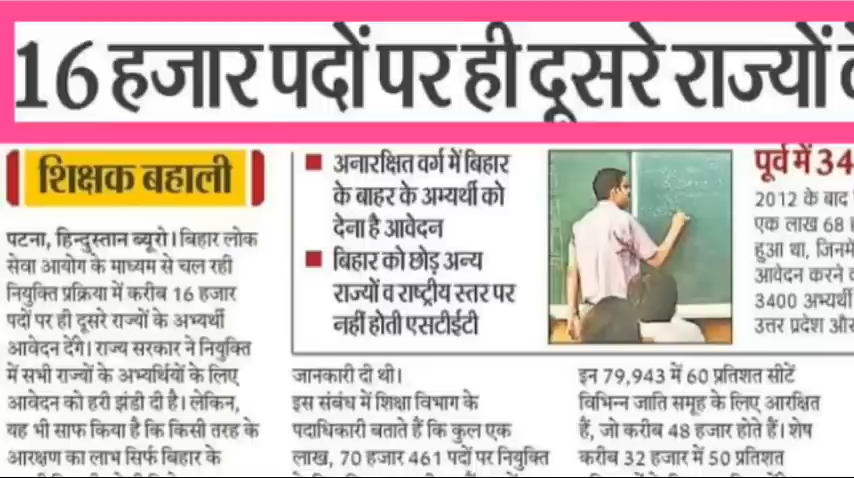 16 हजार पदों पर ही दूसरे राज्यों
शिक्षक बहाली
पटना, हिन्दुस्तान ब्यूरो। बिहार लोक
सेवा आयोग के माध्यम से चल रही
नियुक्ति प्रक्रिया में करीब 16 हजार
पदों पर ही दूसरे राज्यों के अभ्यर्थी
आवेदन देंगे। राज्य सरकार ने नियुक्ति
में सभी राज्यों के अभ्यर्थियों के लिए
आवेदन को हरी झंडी दी है। लेकिन,
यह भी साफ किया है कि किसी तरह के
आरक्षण का लाभ सिर्फ बिहार के
■ अनारक्षित वर्ग में बिहार
के बाहर के अभ्यर्थी को
देना है आवेदन
■ बिहार को छोड़ अन्य
राज्यों व राष्ट्रीय स्तर पर
नहीं होती एसटीईटी
जानकारी दी थी।
इस संबंध में शिक्षा विभाग के
पदाधिकारी बताते हैं कि कुल एक
लाख, 70 हजार 461 पदों पर नियुक्ति
इन 79,943 में 60 प्रतिशत सीटें
विभिन्न जाति समूह के लिए आरक्षित
हैं, जो करीब 48 हजार होते हैं। शेष
करीब 32 हजार में 50 प्रतिशत
पूर्व में 34
2012 के बाद
एक लाख 68
हुआ था, जिनमें
आवेदन करने
3400 अभ्यर्थी
उत्तर प्रदेश और